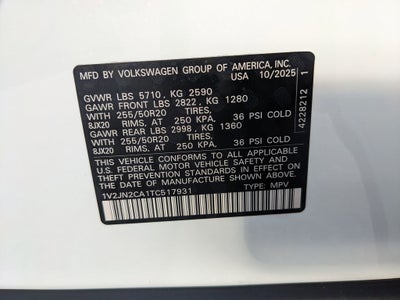 MFD BY VOLKSWAGEN GROUP OF AMERICA, INC.
USA 10/2025
GVWR LBS 5710, KG 2590
GAWR FRONT LBS 2822, KG 1280
WITH 255/50R20 TIRES,
8JX20 RIMS, AT 250 KPA. 36 PSI COLD
GAWR REAR LBS 2998, KG 1360
WITH 255/50R20 TIRES,
8JX20 RIMS, AT 250 KPA. 36 PSI COLD
THIS VEHICLE CONFORMS TO ALL APPLICABLE
U.S. FEDERAL MOTOR VEHICLE SAFETY AND
THEFT PREVENTION STANDARDS IN EFFECT
ON THE DATE OF MANUFACTURE SHOWN ABOVE.
1V2JN2CA1TC517931 TYPE: MPV
4228212 1